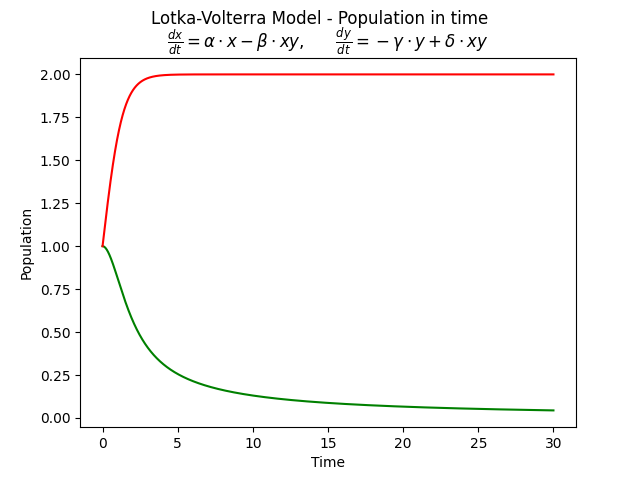 Lotka-Volterra Model - Population in time
dx/dt = α · x − β · xy, dy/dt = − γ · y + δ · xy
2.00
1.75
1.50
1.25
1.00
0.75
0.50
0.25
0.00
Population
0 5 10 15 20 25 30
Time